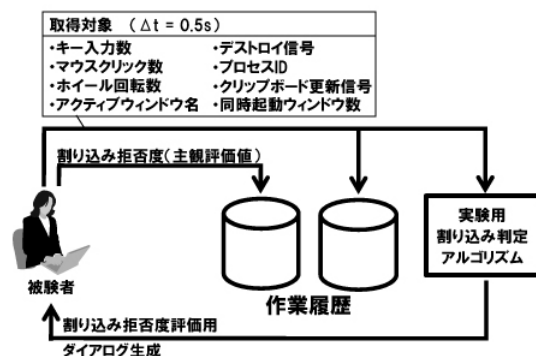 取得対象 （Δt = 0.5s）
・キー入力数 ・デストロイ信号
・マウスクリック数 ・プロセスID
・ホイール回転数 ・クリップボード更新信号
・アクティブウィンドウ名 ・同時起動ウィンドウ数
割り込み拒否度（主観評価値）
実験用
割り込み判定
アルゴリズム
被験者
作業履歴
割り込み拒否度評価用
ダイアログ生成